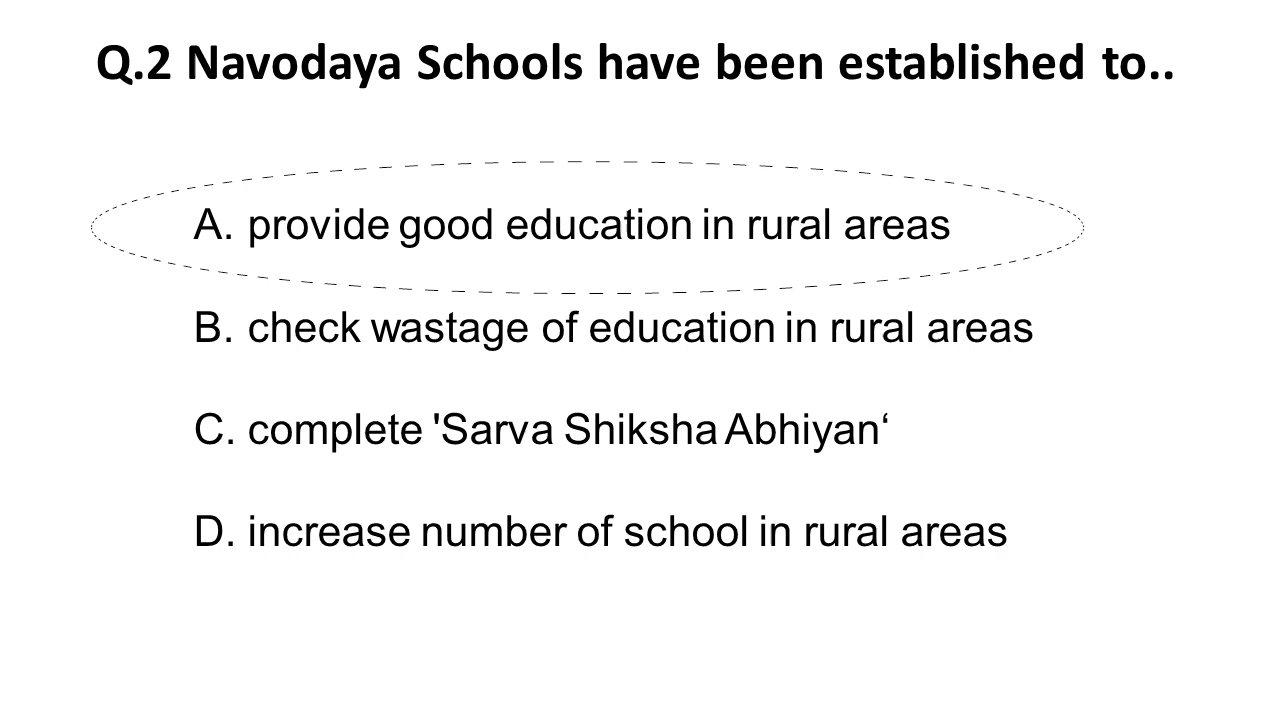 Q.2 Navodaya Schools have been established to..
A. provide good education in rural areas
B. check wastage of education in rural areas
C. complete 'Sarva Shiksha Abhiyan‘
D. increase number of school in rural areas